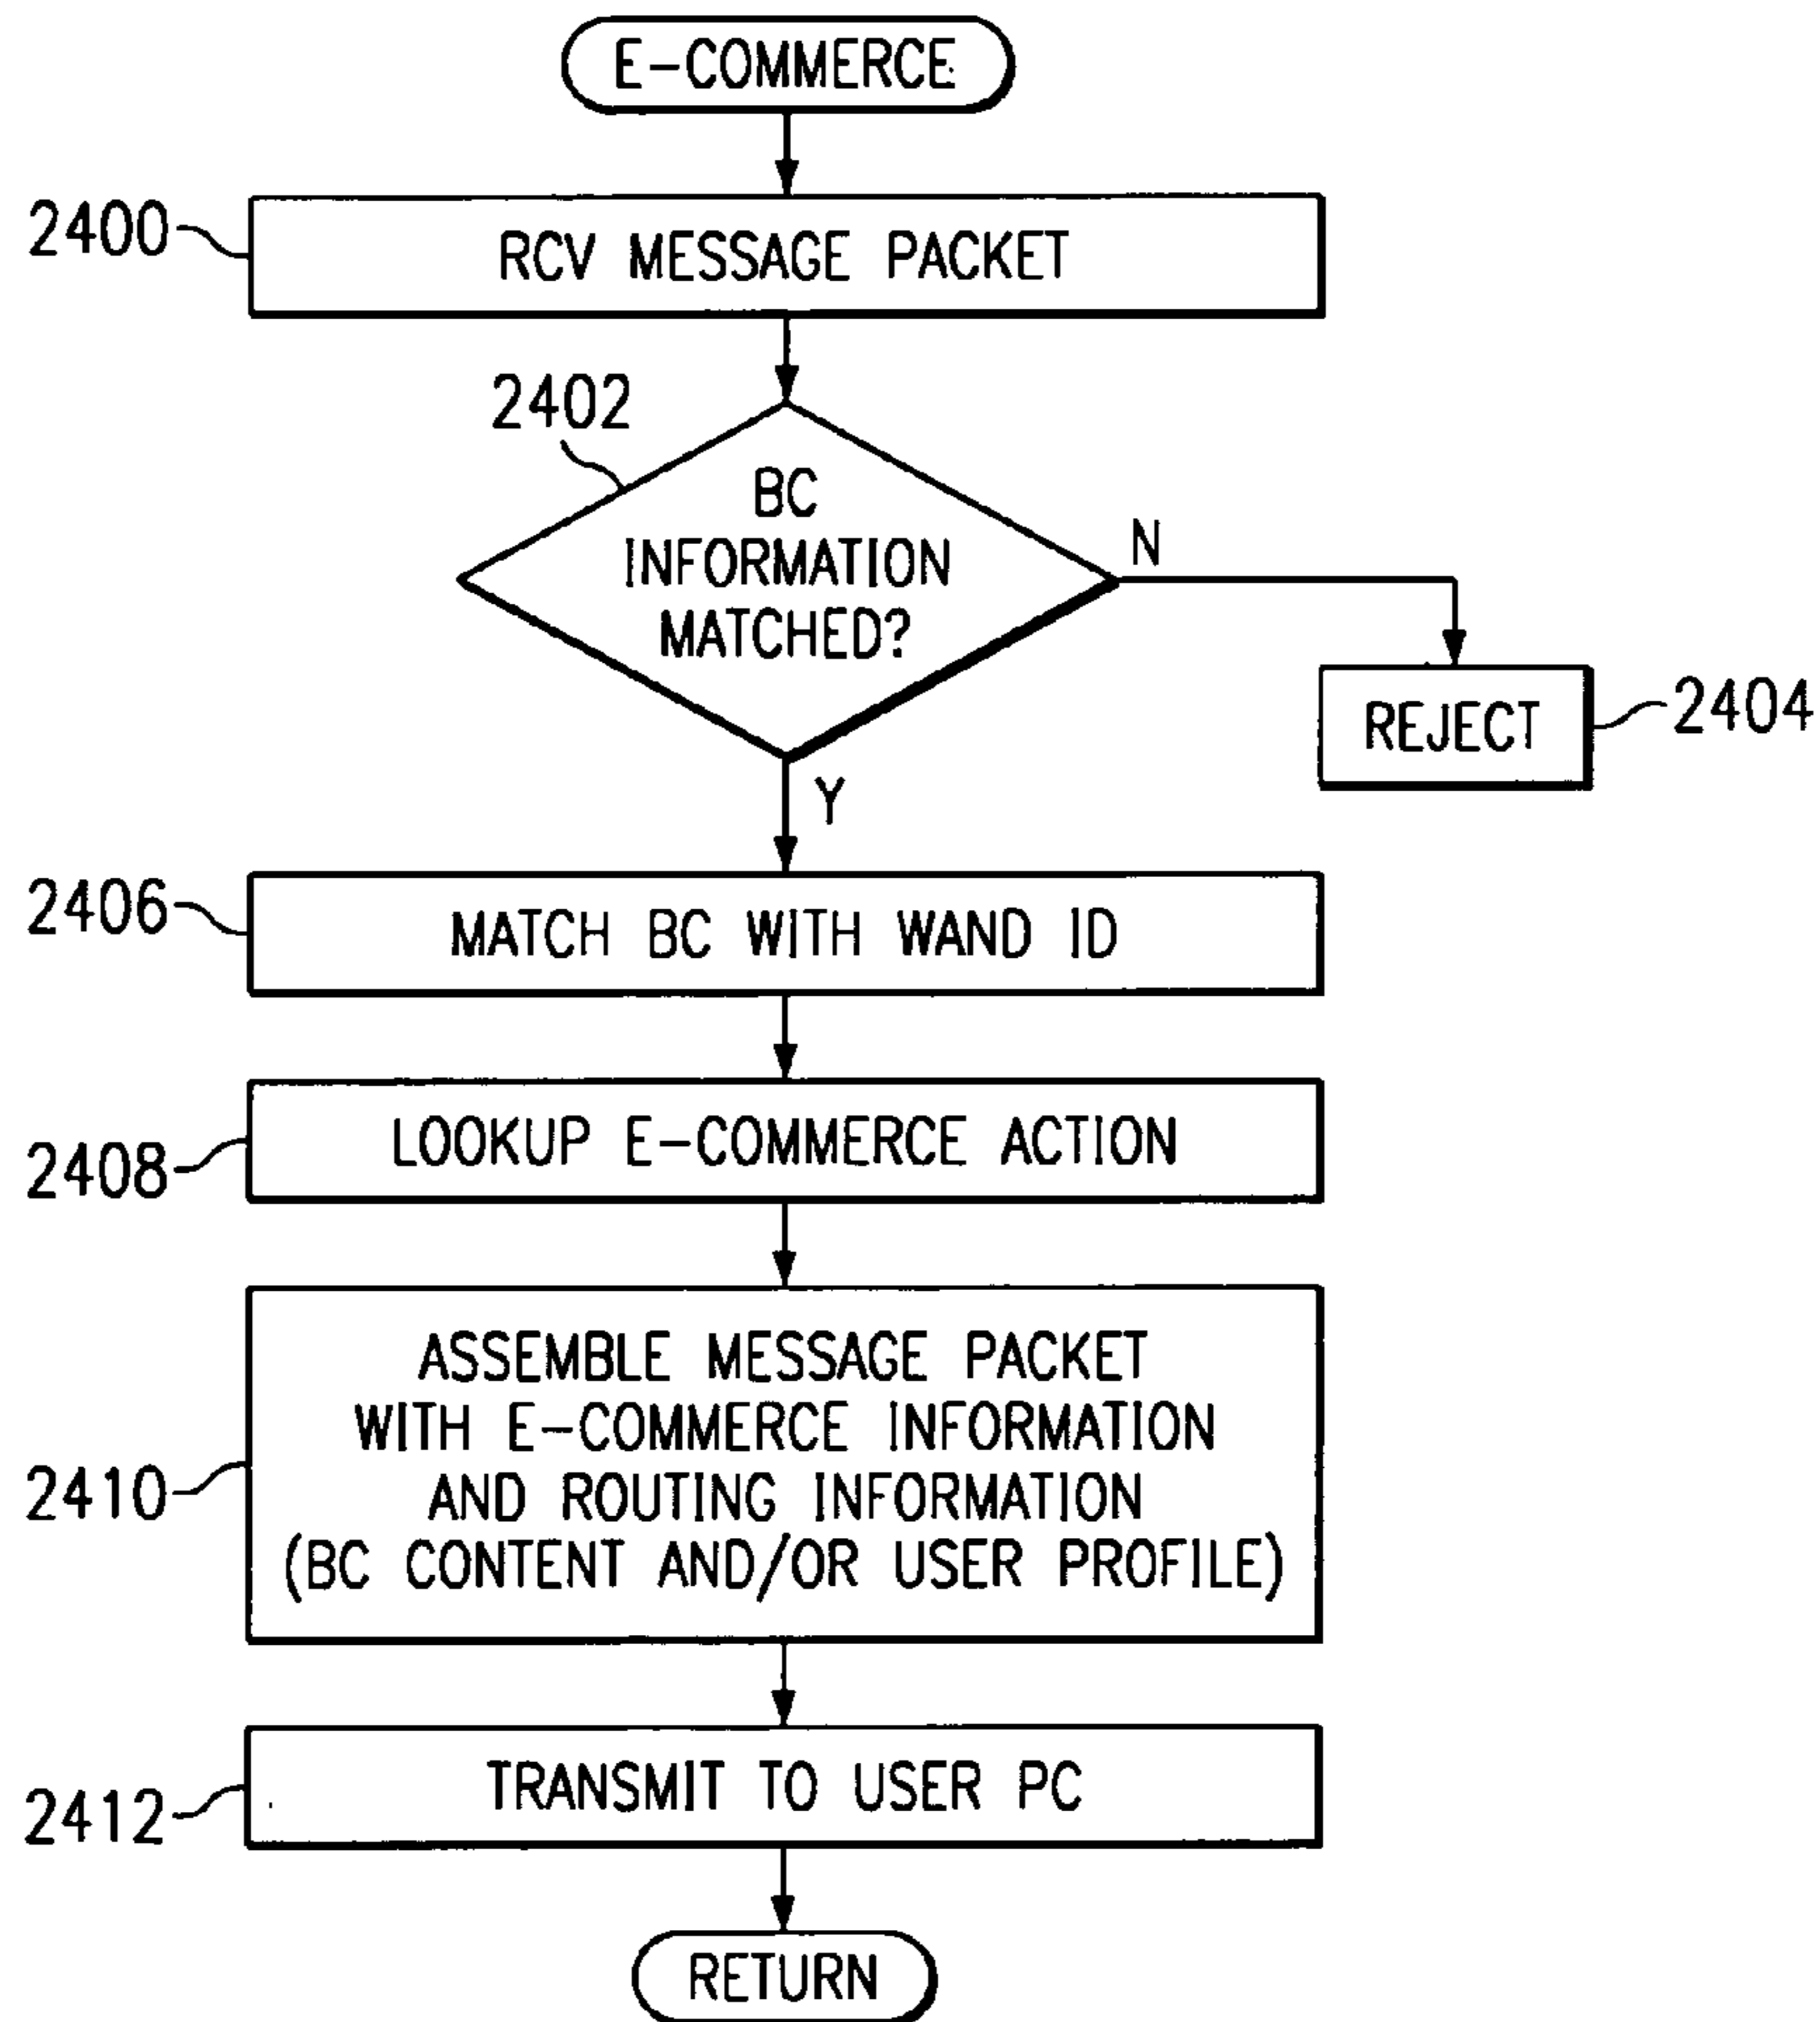 E-COMMERCE
2400
RCV MESSAGE PACKET
2402
BC
INFORMATION
MATCHED?
N
REJECT
2404
Y
2406
MATCH BC WITH WAND ID
2408
LOOKUP E-COMMERCE ACTION
2410
ASSEMBLE MESSAGE PACKET
WITH E-COMMERCE INFORMATION
AND ROUTING INFORMATION
(BC CONTENT AND/OR USER PROFILE)
2412
TRANSMIT TO USER PC
RETURN